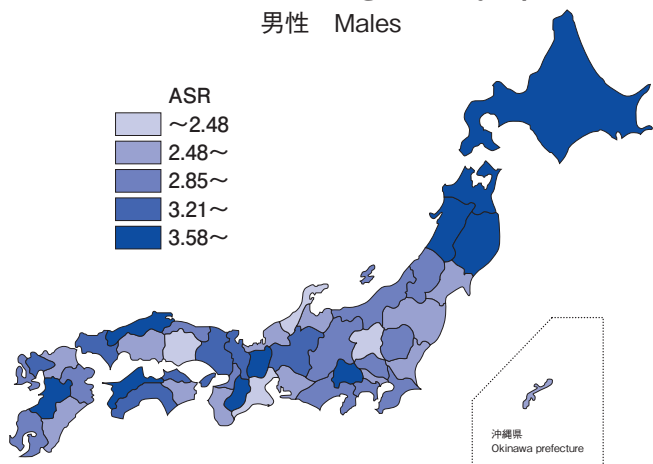 男性 Males
ASR
～2.48
2.48～
2.85～
3.21～
3.58～
沖縄県
Okinawa prefecture